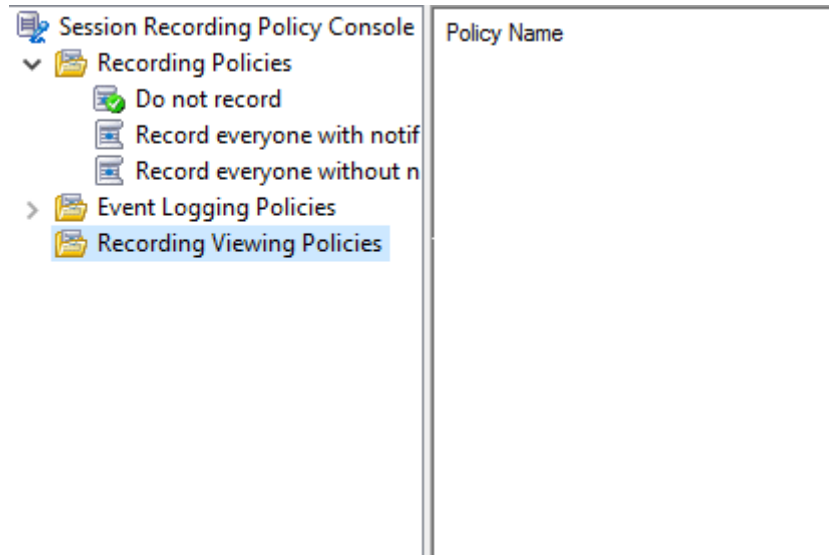 Session Recording Policy Console
Policy Name
Recording Policies
Do not record
Record everyone with notif
Record everyone without n
Event Logging Policies
Recording Viewing Policies